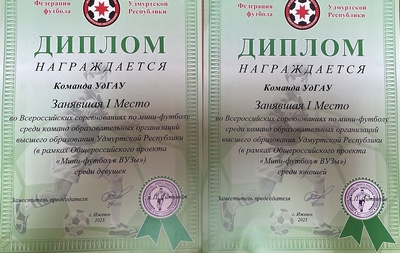 Федерация футбола
Удмуртской Республики
ДИПЛОМ
НАГРАЖДАЕТСЯ
Команда УдГАУ
Занявшая I Место
во Всероссийских соревнованиях по мини-футболу
среди команд образовательных организаций
высшего образования Удмуртской Республики
(в рамках Общероссийского проекта
«Мини-футбол в ВУЗы»)
среди девушек
Заместитель председателя
г. Ижевск
2023
Федерация футбола
Удмуртской Республики
ДИПЛОМ
НАГРАЖДАЕТСЯ
Команда УдГАУ
Занявшая I Место
во Всероссийских соревнованиях по мини-футболу
среди команд образовательных организаций
высшего образования Удмуртской Республики
(в рамках Общероссийского проекта
«Мини-футбол в ВУЗы»)
среди юношей
Заместитель председателя
г. Ижевск
2023